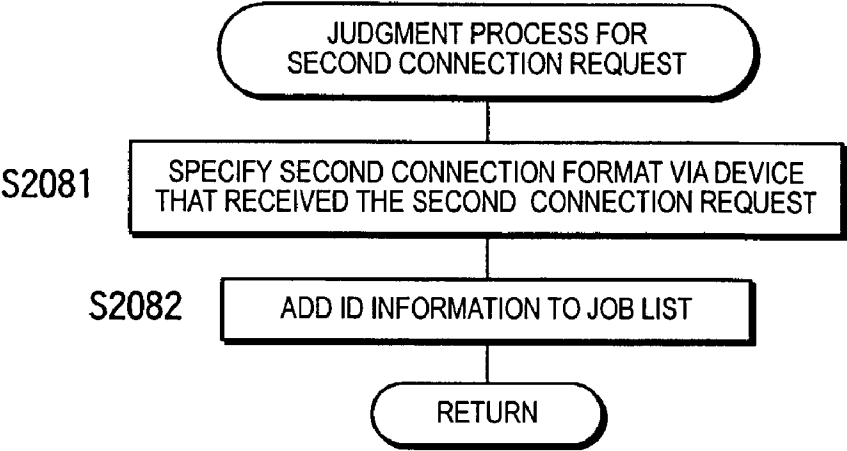 JUDGMENT PROCESS FOR
SECOND CONNECTION REQUEST
S2081
SPECIFY SECOND CONNECTION FORMAT VIA DEVICE
THAT RECEIVED THE SECOND CONNECTION REQUEST
S2082
ADD ID INFORMATION TO JOB LIST
RETURN